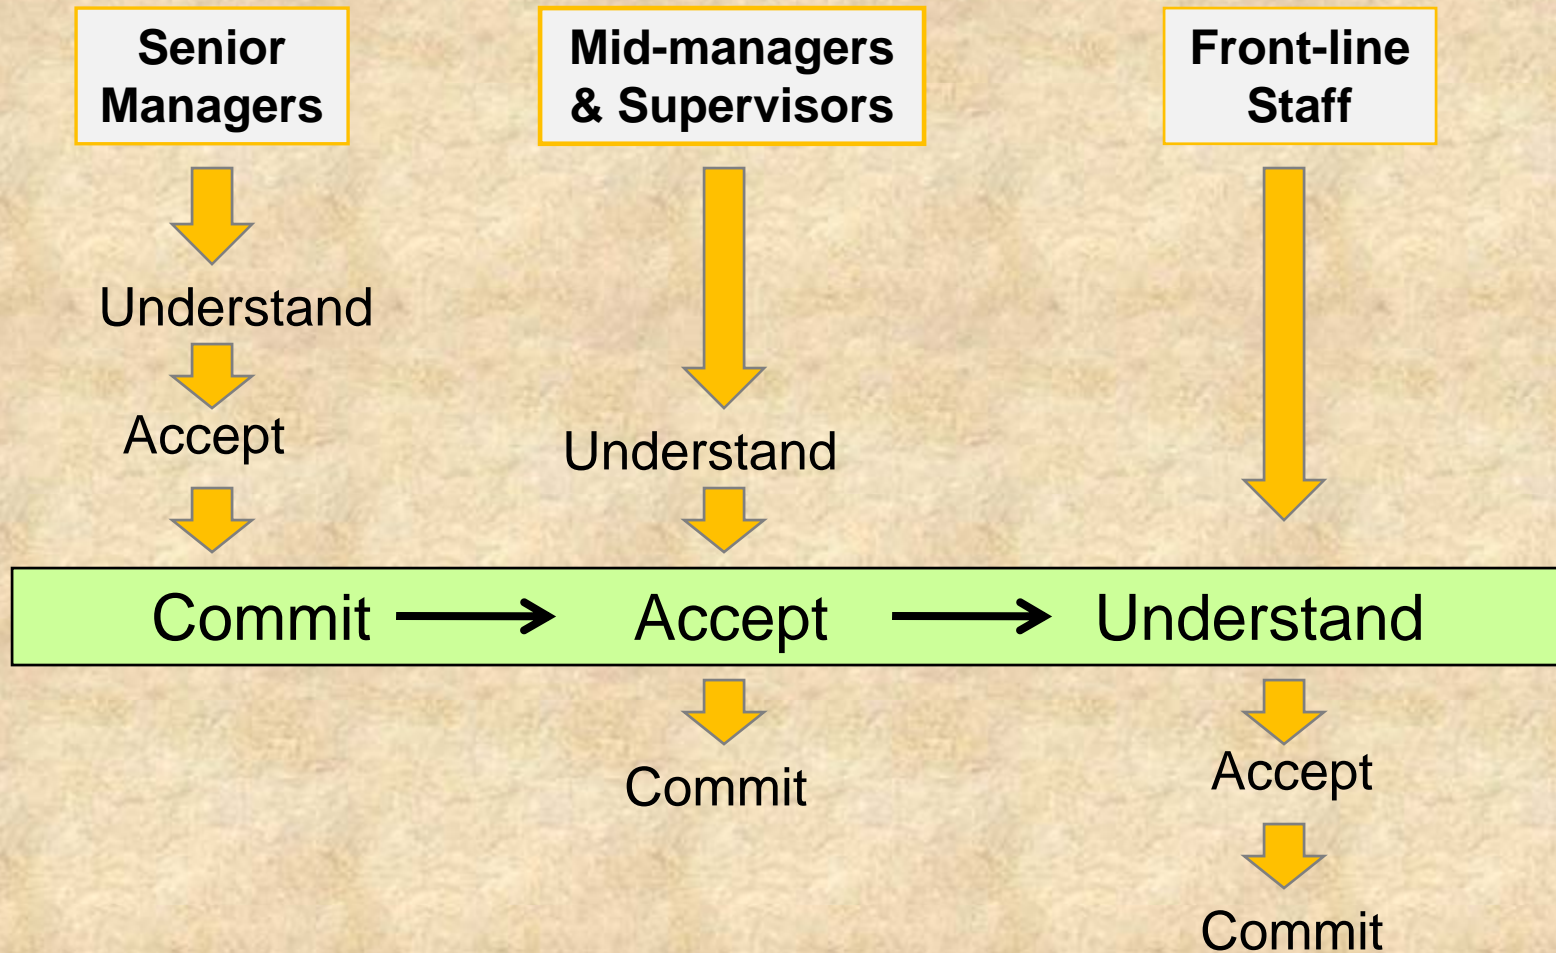 Senior
Managers
Mid-managers
& Supervisors
Front-line
Staff
Understand
Accept
Understand
Commit
Accept
Understand
Commit
Accept
Commit